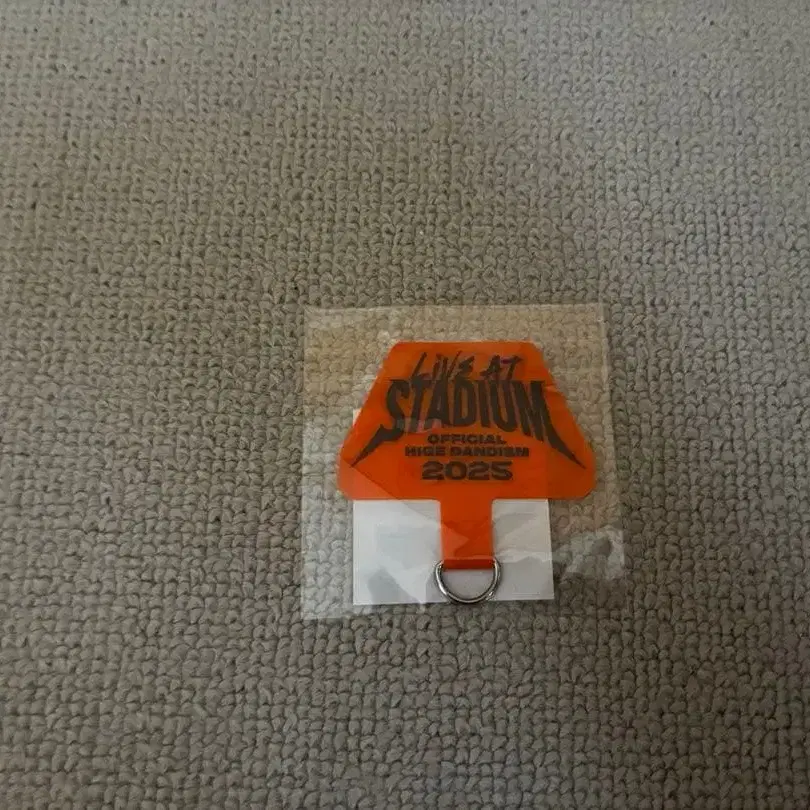 LiVE AT
STADIUM
OFFICIAL
HIGE DANDISM
2025